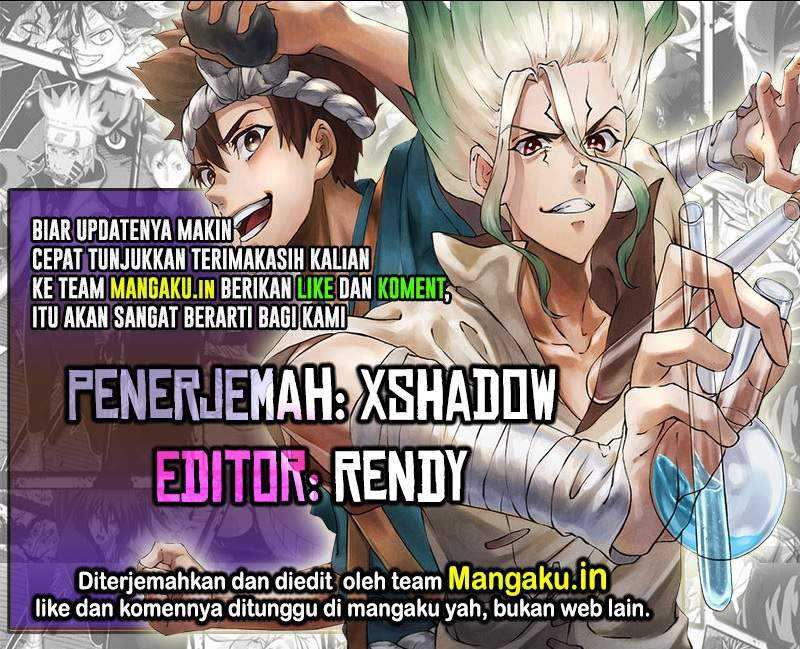 BIAR UPDATENYA MAKIN
CEPAT TUNJUKKAN TERIMAKASIH KALIAN
KE TEAM MANGAKU.IN BERIKAN LIKE DAN KOMENT,
ITU AKAN SANGAT BERARTI BAGI KAMI
PENERJEMAH: XSHADOW
EDITOR: RENDY
Diterjemahkan dan diedit oleh team Mangaku.in
like dan komennya ditunggu di mangaku yah, bukan web lain.